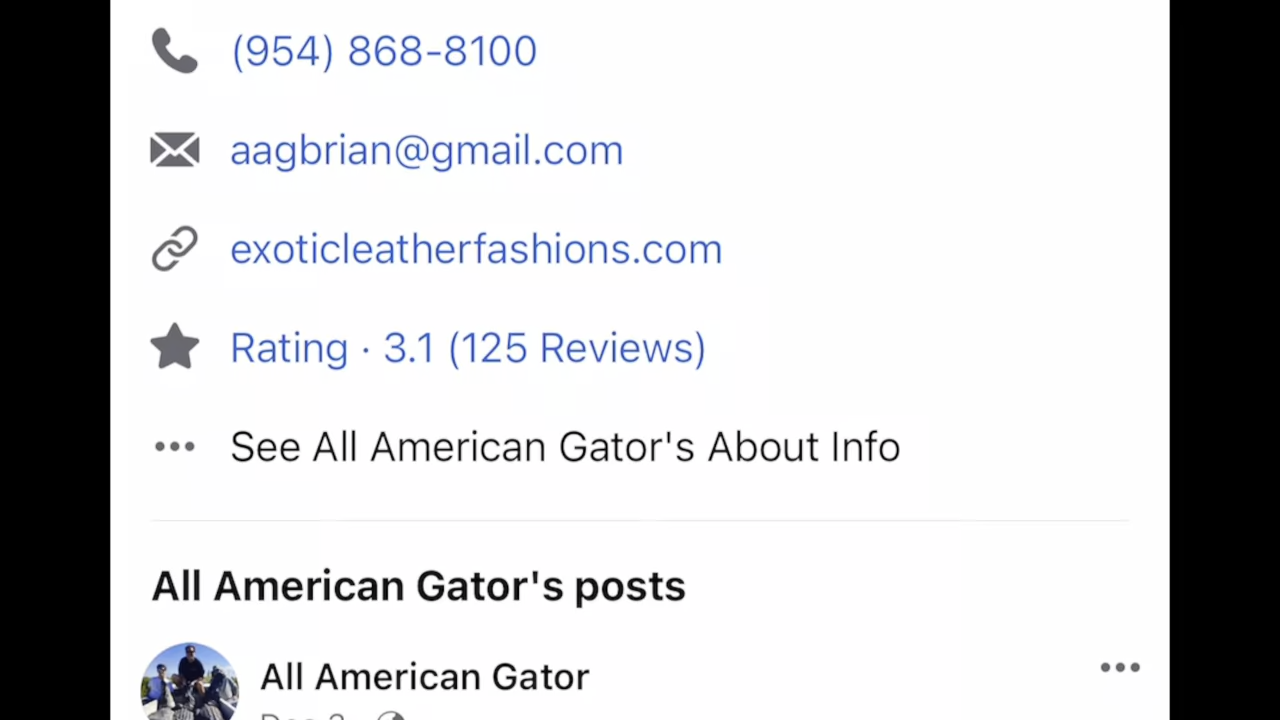 (954) 868-8100
aagbrian@gmail.com
exoticleatherfashions.com
Rating · 3.1 (125 Reviews)
See All American Gator's About Info
All American Gator's posts
All American Gator